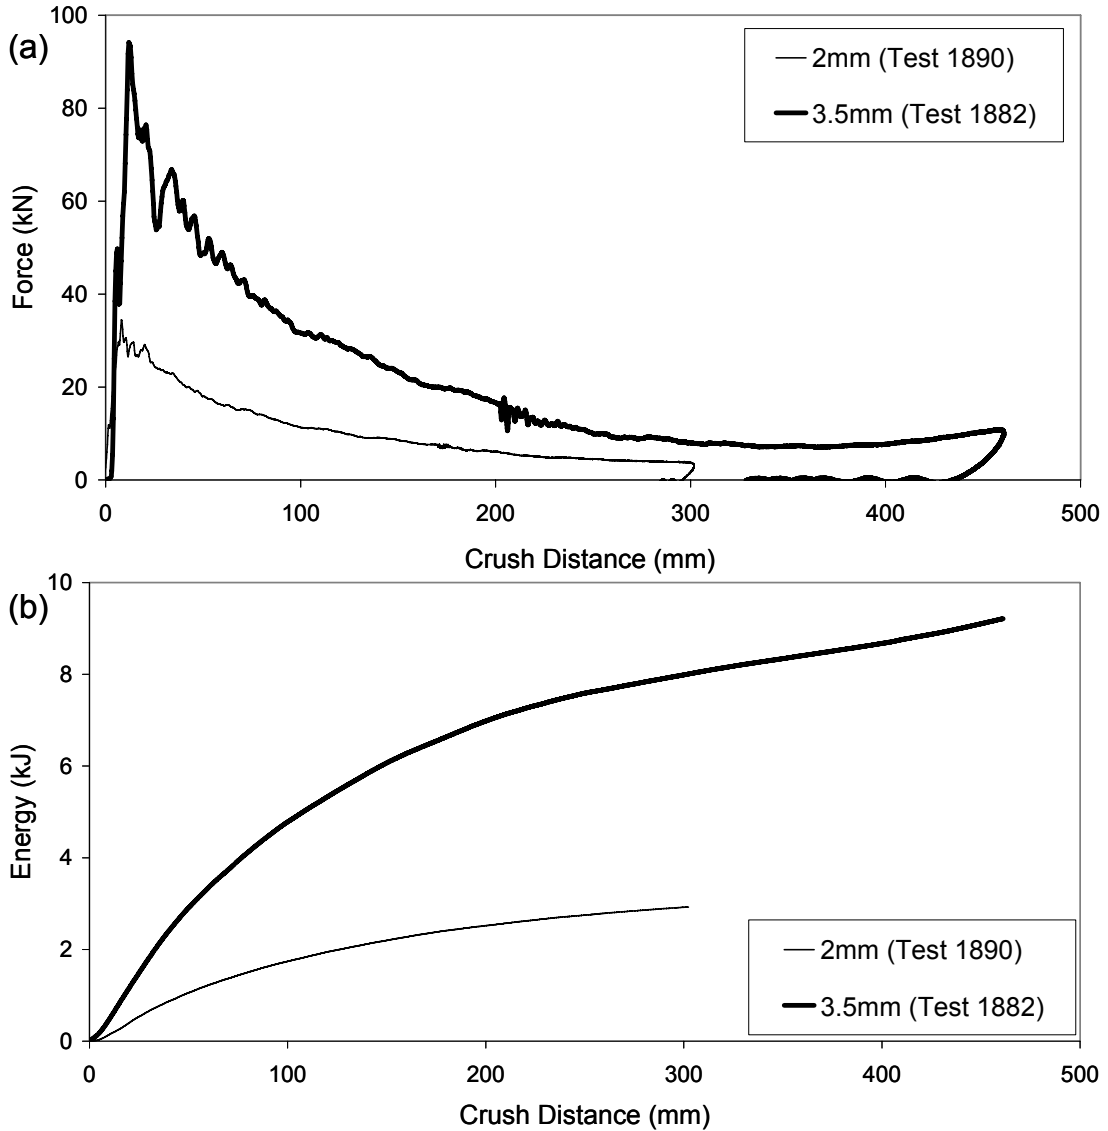 (a)
100
80
60
40
20
0
Force (kN)
2mm (Test 1890)
3.5mm (Test 1882)
0 100 200 300 400 500
Crush Distance (mm)
(b)
10
8
6
4
2
0
Energy (kJ)
2mm (Test 1890)
3.5mm (Test 1882)
0 100 200 300 400 500
Crush Distance (mm)